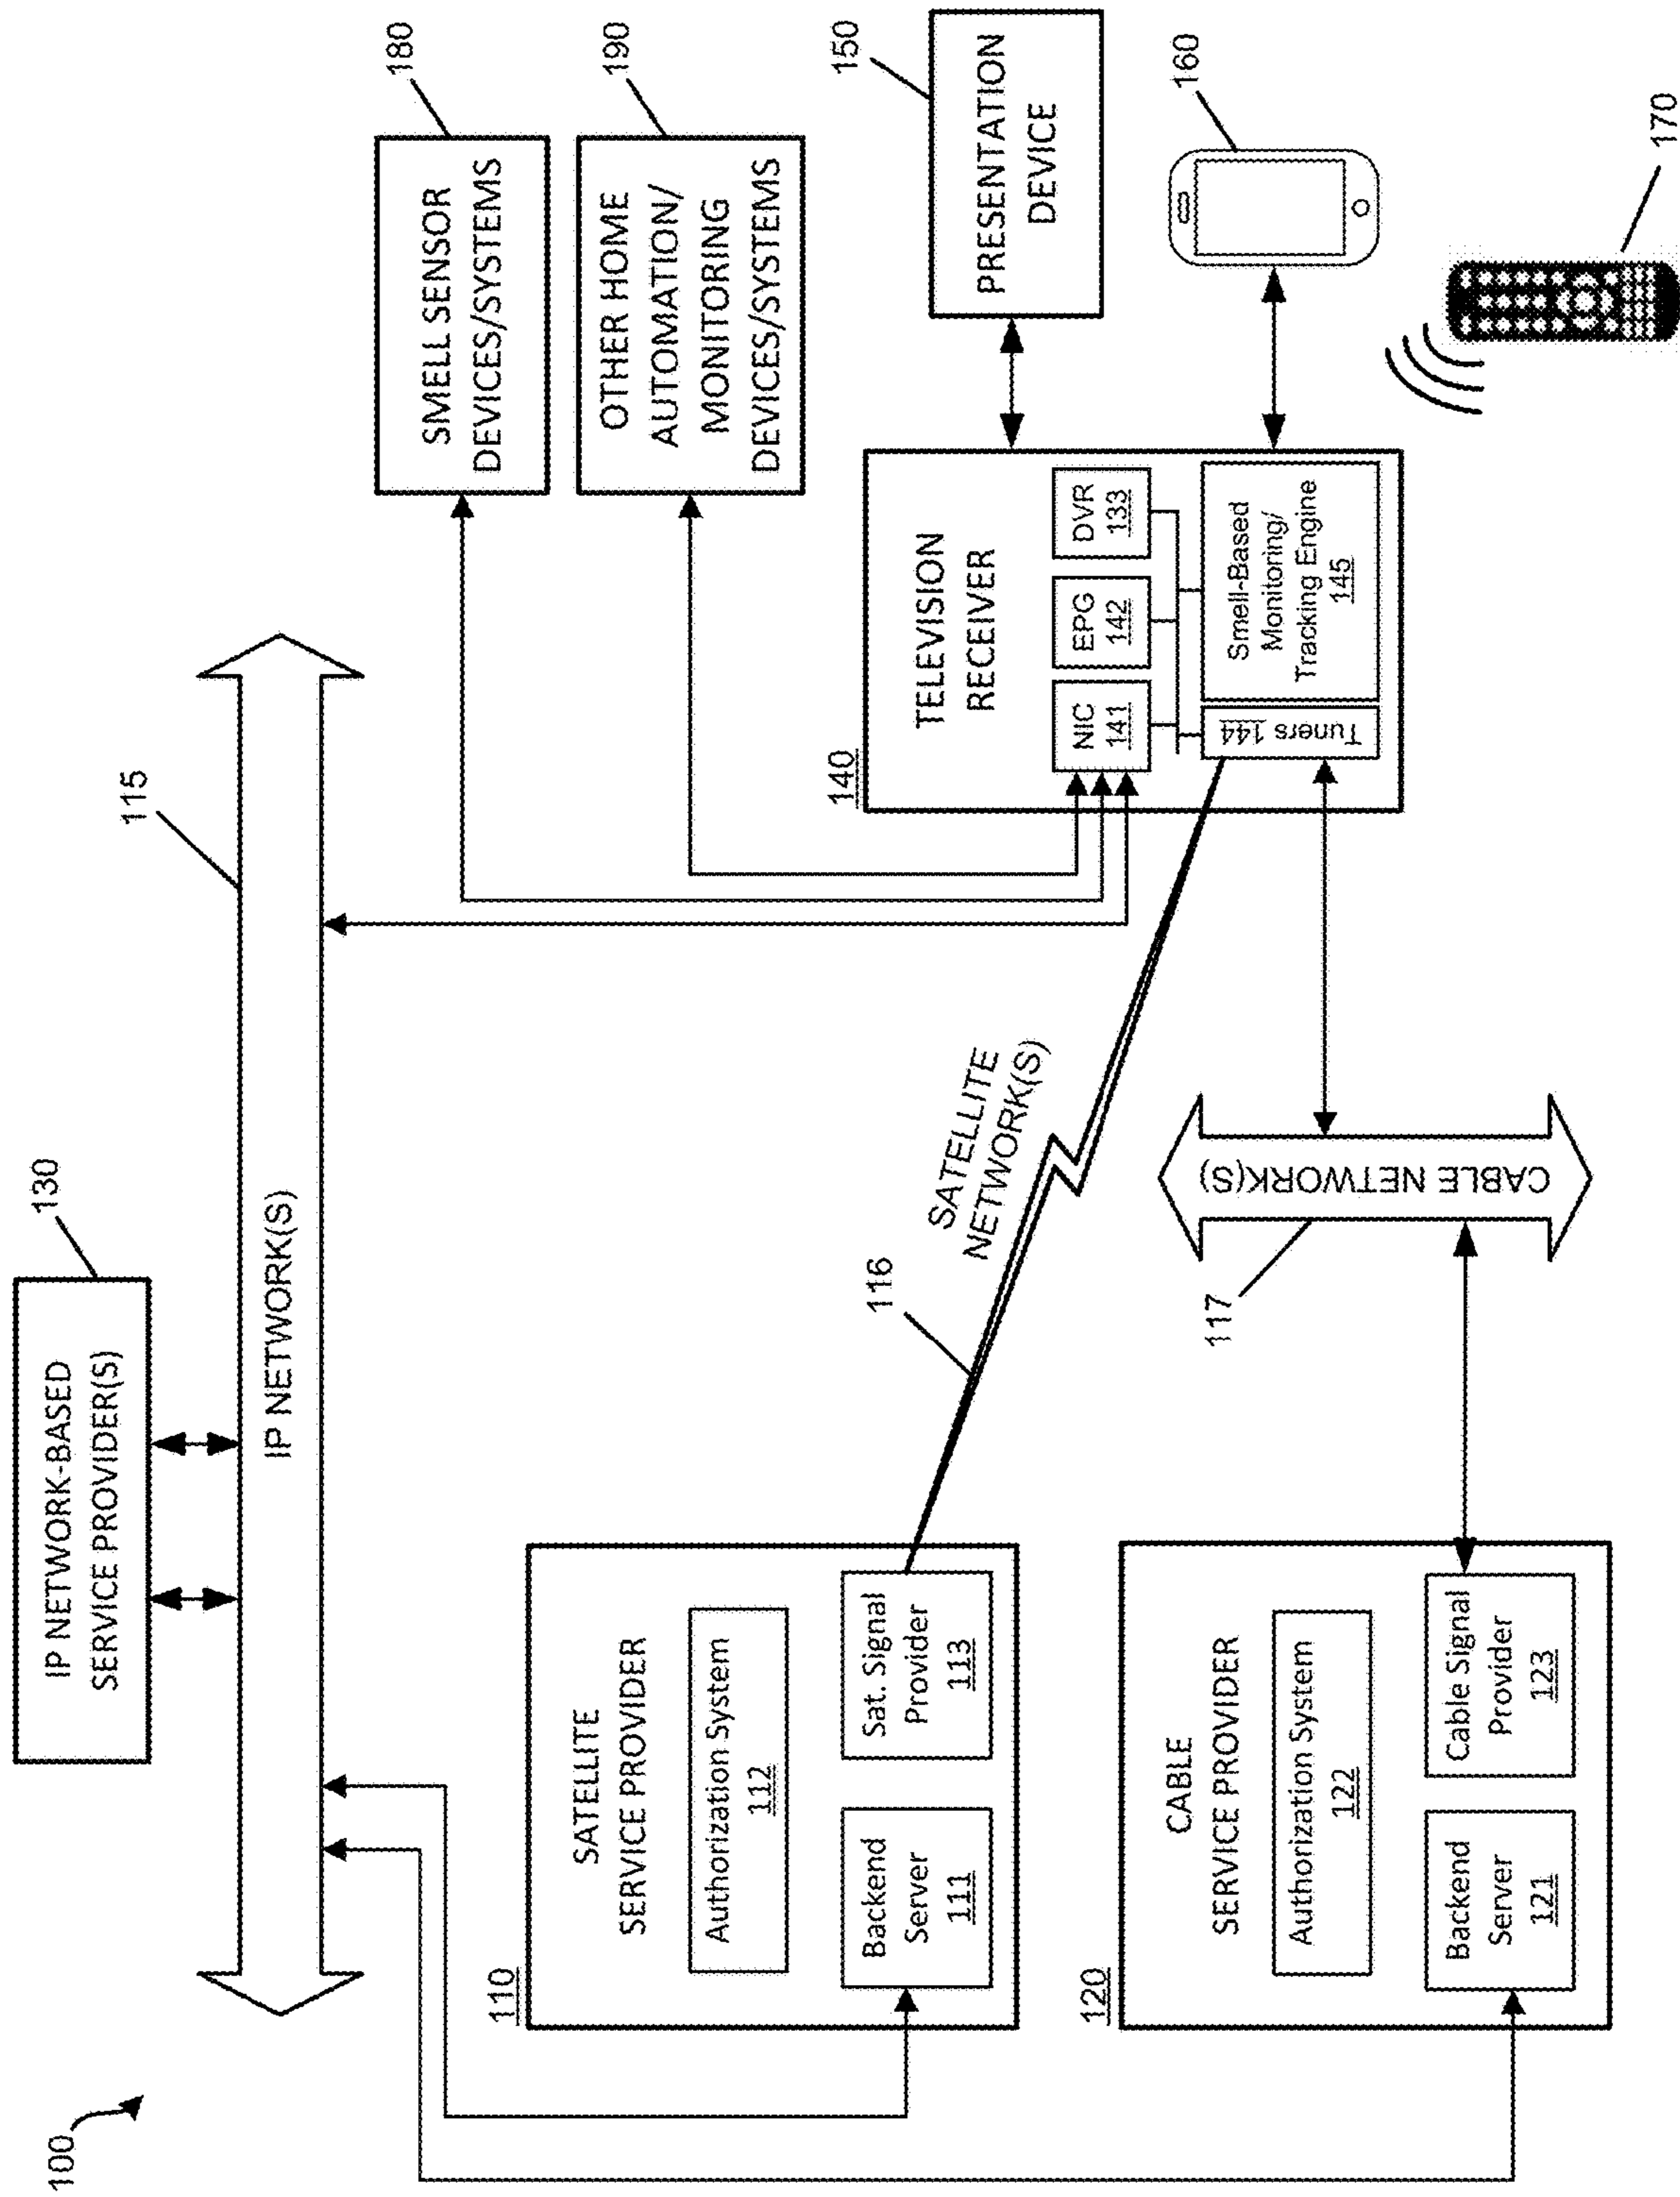 100
IP NETWORK-BASED
SERVICE PROVIDER(S)
130
115
IP NETWORK(S)
110
SATELLITE
SERVICE PROVIDER
Authorization System
112
Backend
Server
111
Sat. Signal
Provider
113
116
SATELLITE
NETWORK(S)
SMELL SENSOR
DEVICES/SYSTEMS
180
OTHER HOME
AUTOMATION/
MONITORING
DEVICES/SYSTEMS
190
140
TELEVISION
RECEIVER
NIC
141
EPG
142
DVR
133
Tuners 144
Smell-Based
Monitoring/
Tracking Engine
145
PRESENTATION
DEVICE
150
160
170
120
CABLE
SERVICE PROVIDER
Authorization System
122
Backend
Server
121
Cable Signal
Provider
123
117
CABLE NETWORK(S)